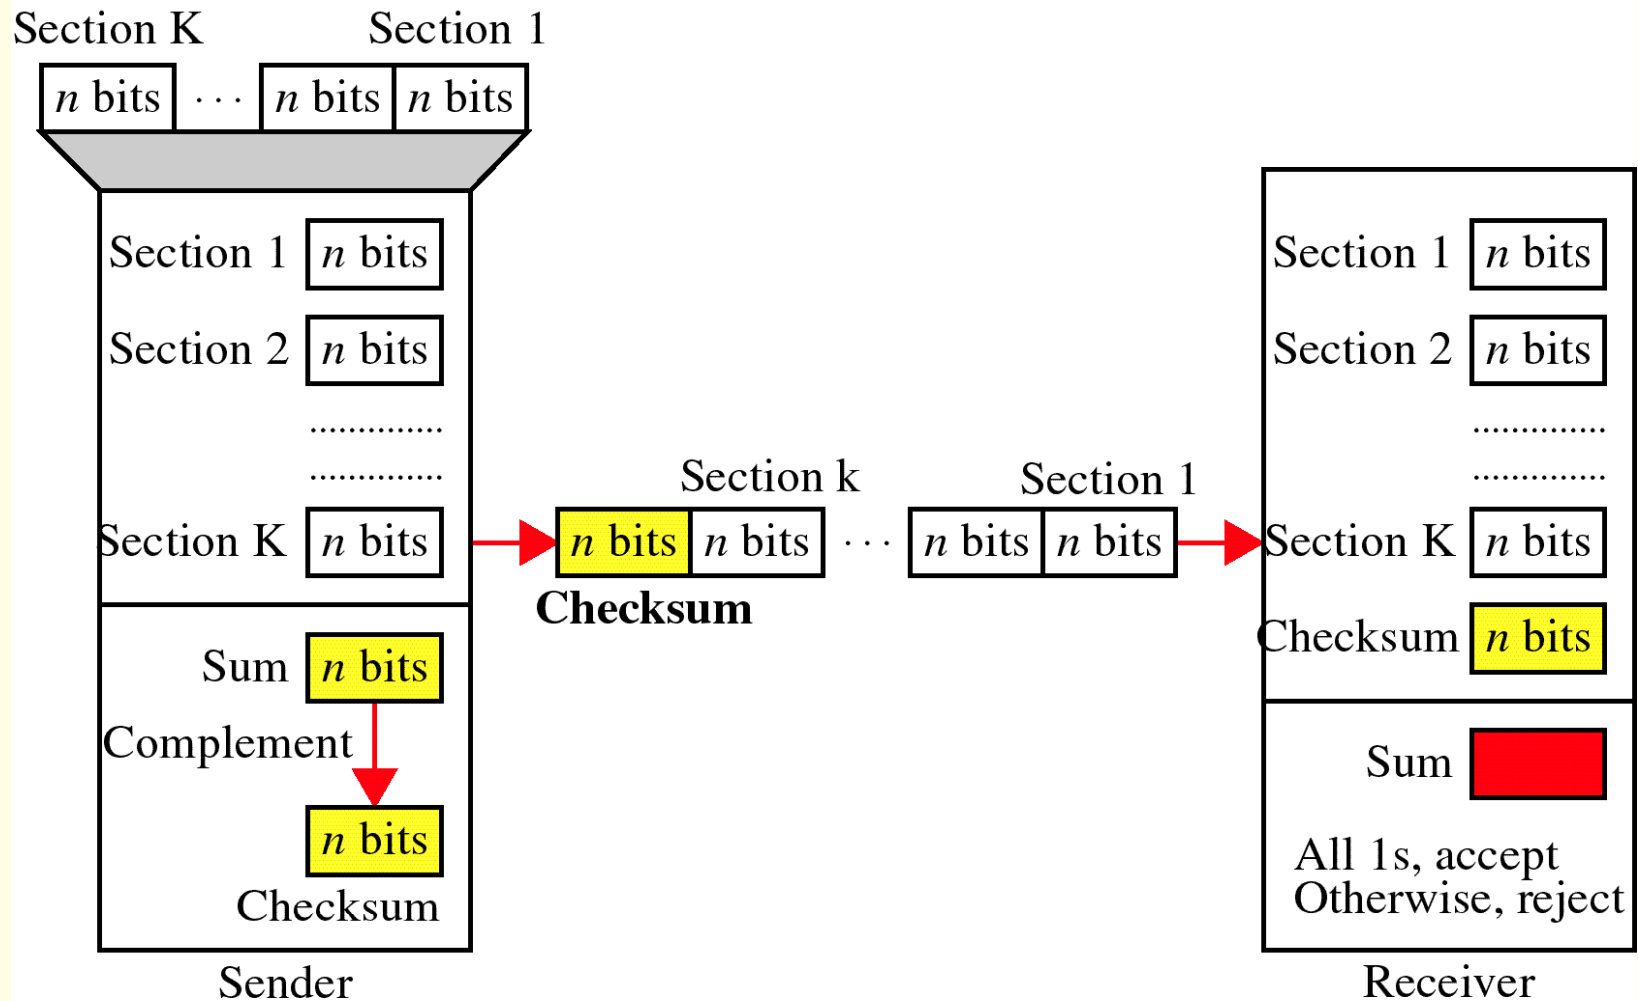 Section K Section 1
n bits ... n bits n bits
Section 1 n bits
Section 2 n bits
..............
..............
Section K n bits
Sum n bits
Complement
n bits
Checksum
Sender
Section k Section 1
n bits n bits ... n bits n bits
Checksum
Section 1 n bits
Section 2 n bits
..............
..............
Section K n bits
Checksum n bits
Sum
All 1s, accept
Otherwise, reject
Receiver